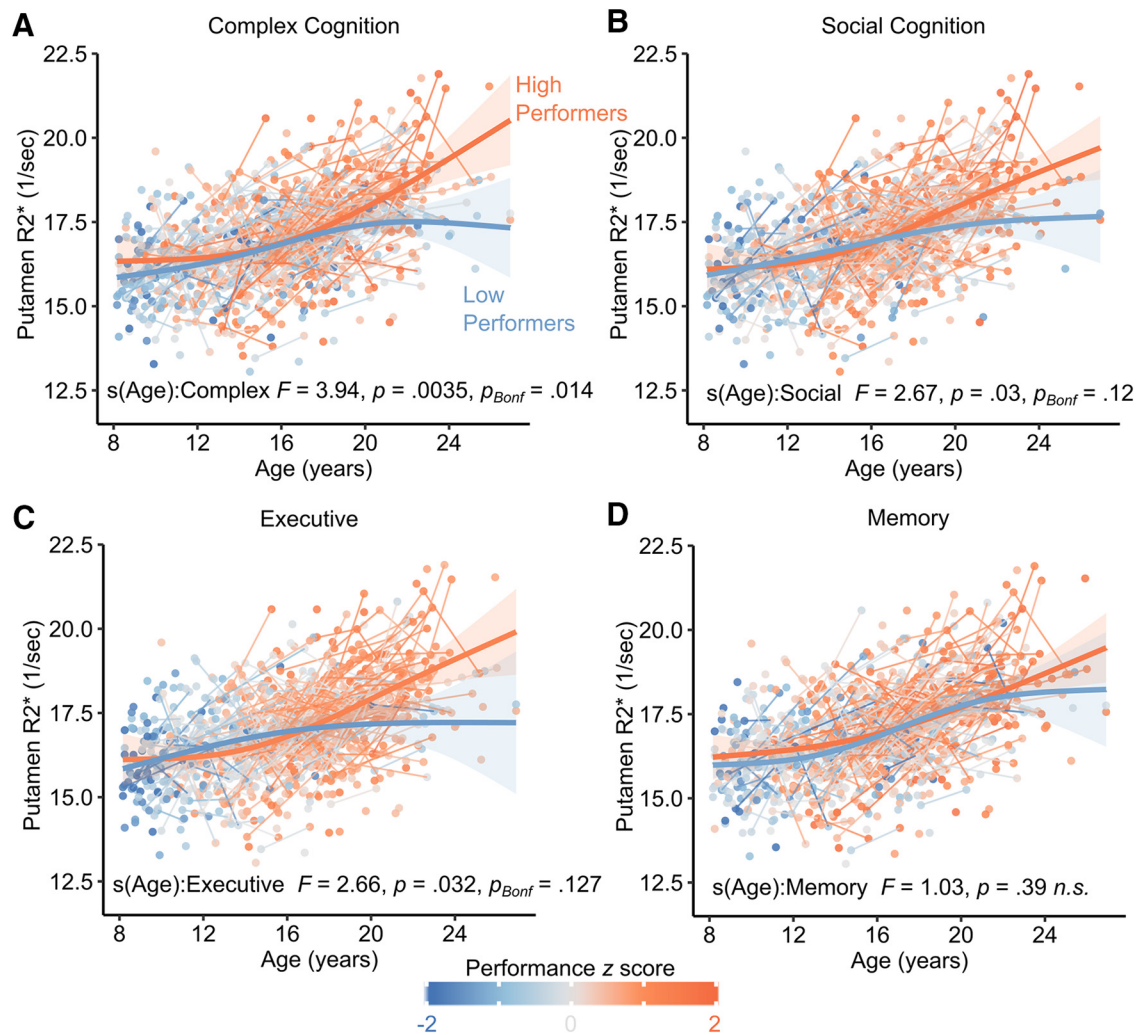 A
Complex Cognition
22.5
20.0
17.5
15.0
12.5
Putamen R2* (1/sec)
High
Performers
Low
Performers
s(Age):Complex F = 3.94, p = .0035, pBonf = .014
8 12 16 20 24
Age (years)
B
Social Cognition
22.5
20.0
17.5
15.0
12.5
Putamen R2* (1/sec)
s(Age):Social F = 2.67, p = .03, pBonf = .12
8 12 16 20 24
Age (years)
C
Executive
22.5
20.0
17.5
15.0
12.5
Putamen R2* (1/sec)
s(Age):Executive F = 2.66, p = .032, pBonf = .127
8 12 16 20 24
Age (years)
D
Memory
22.5
20.0
17.5
15.0
12.5
Putamen R2* (1/sec)
s(Age):Memory F = 1.03, p = .39 n.s.
8 12 16 20 24
Age (years)
Performance z score
-2 0 2